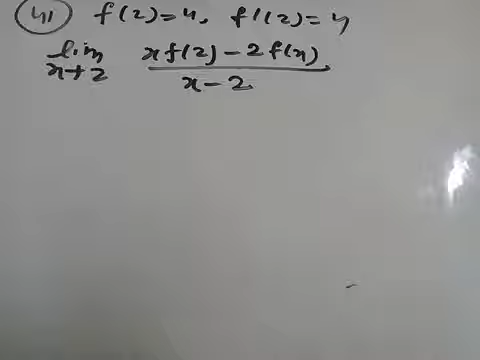 41 f(2)=4, f'(2)=4
lim x→2 xf(2)-2f(x) / x-2